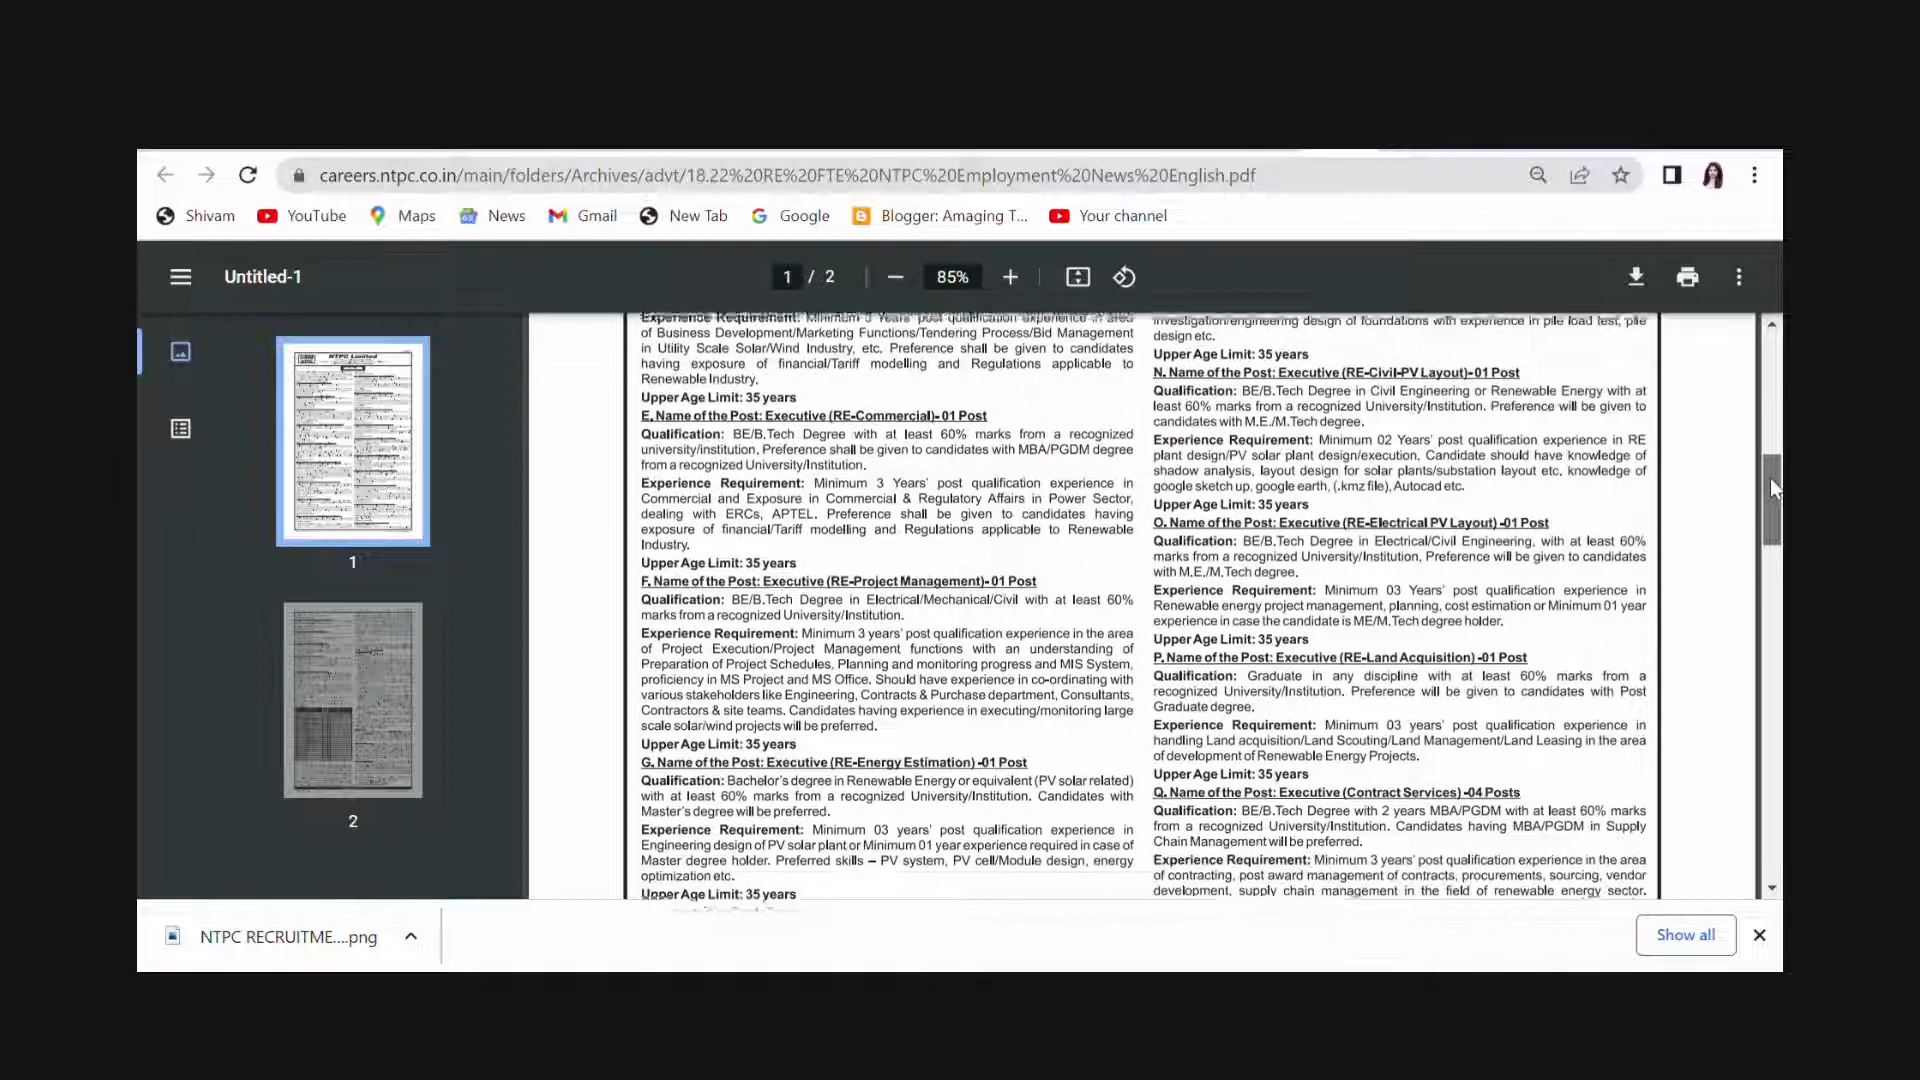 careers.ntpc.co.in/main/folders/Archives/advt/18.22%20RE%20FTE%20NTPC%20Employment%20News%20English.pdf
Shivam YouTube Maps News Gmail New Tab Google Blogger: Amaging T... Your channel
Untitled-1
1 / 2 85%
NTPC Limited
1
2
Experience Requirement: Minimum 3 Years' post qualification experience in area
of Business Development/Marketing Functions/Tendering Process/Bid Management
in Utility Scale Solar/Wind Industry, etc. Preference shall be given to candidates
having exposure of financial/Tariff modelling and Regulations applicable to
Renewable Industry.
Upper Age Limit: 35 years
E. Name of the Post: Executive (RE-Commercial)- 01 Post
Qualification: BE/B.Tech Degree with at least 60% marks from a recognized
university/institution. Preference shall be given to candidates with MBA/PGDM degree
from a recognized University/Institution.
Experience Requirement: Minimum 3 Years' post qualification experience in
Commercial and Exposure in Commercial & Regulatory Affairs in Power Sector,
dealing with ERCs, APTEL. Preference shall be given to candidates having
exposure of financial/Tariff modelling and Regulations applicable to Renewable
Industry.
Upper Age Limit: 35 years
F. Name of the Post: Executive (RE-Project Management)- 01 Post
Qualification: BE/B.Tech Degree in Electrical/Mechanical/Civil with at least 60%
marks from a recognized University/Institution.
Experience Requirement: Minimum 3 years' post qualification experience in the area
of Project Execution/Project Management functions with an understanding of
Preparation of Project Schedules, Planning and monitoring progress and MIS System,
proficiency in MS Project and MS Office. Should have experience in co-ordinating with
various stakeholders like Engineering, Contracts & Purchase department, Consultants,
Contractors & site teams. Candidates having experience in executing/monitoring large
scale solar/wind projects will be preferred.
Upper Age Limit: 35 years
G. Name of the Post: Executive (RE-Energy Estimation) -01 Post
Qualification: Bachelor's degree in Renewable Energy or equivalent (PV solar related)
with at least 60% marks from a recognized University/Institution. Candidates with
Master's degree will be preferred.
Experience Requirement: Minimum 03 years' post qualification experience in
Engineering design of PV solar plant or Minimum 01 year experience required in case of
Master degree holder. Preferred skills – PV system, PV cell/Module design, energy
optimization etc.
Upper Age Limit: 35 years
investigation/engineering design of foundations with experience in pile load test, pile
design etc.
Upper Age Limit: 35 years
N. Name of the Post: Executive (RE-Civil-PV Layout)- 01 Post
Qualification: BE/B.Tech Degree in Civil Engineering or Renewable Energy with at
least 60% marks from a recognized University/Institution. Preference will be given to
candidates with M.E./M.Tech degree.
Experience Requirement: Minimum 02 Years' post qualification experience in RE
plant design/PV solar plant design/execution. Candidate should have knowledge of
shadow analysis, layout design for solar plants/substation layout etc. knowledge of
google sketch up, google earth, (.kmz file), Autocad etc.
Upper Age Limit: 35 years
O. Name of the Post: Executive (RE-Electrical PV Layout) -01 Post
Qualification: BE/B.Tech Degree in Electrical/Civil Engineering, with at least 60%
marks from a recognized University/Institution. Preference will be given to candidates
with M.E./M.Tech degree.
Experience Requirement: Minimum 03 Years' post qualification experience in
Renewable energy project management, planning, cost estimation or Minimum 01 year
experience in case the candidate is ME/M.Tech degree holder.
Upper Age Limit: 35 years
P. Name of the Post: Executive (RE-Land Acquisition) -01 Post
Qualification: Graduate in any discipline with at least 60% marks from a
recognized University/Institution. Preference will be given to candidates with Post
Graduate degree.
Experience Requirement: Minimum 03 years' post qualification experience in
handling Land acquisition/Land Scouting/Land Management/Land Leasing in the area
of development of Renewable Energy Projects.
Upper Age Limit: 35 years
Q. Name of the Post: Executive (Contract Services) -04 Posts
Qualification: BE/B.Tech Degree with 2 years MBA/PGDM with at least 60% marks
from a recognized University/Institution. Candidates having MBA/PGDM in Supply
Chain Management will be preferred.
Experience Requirement: Minimum 3 years' post qualification experience in the area
of contracting, post award management of contracts, procurements, sourcing, vendor
development, supply chain management in the field of renewable energy sector.
NTPC RECRUITME....png
Show all